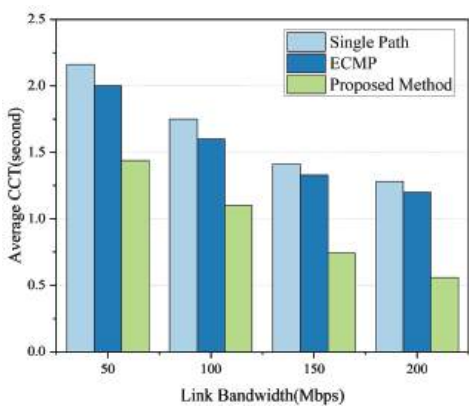 2.5
2.0
1.5
1.0
0.5
0.0
Average CCT(second)
Single Path
ECMP
Proposed Method
50 100 150 200
Link Bandwidth(Mbps)